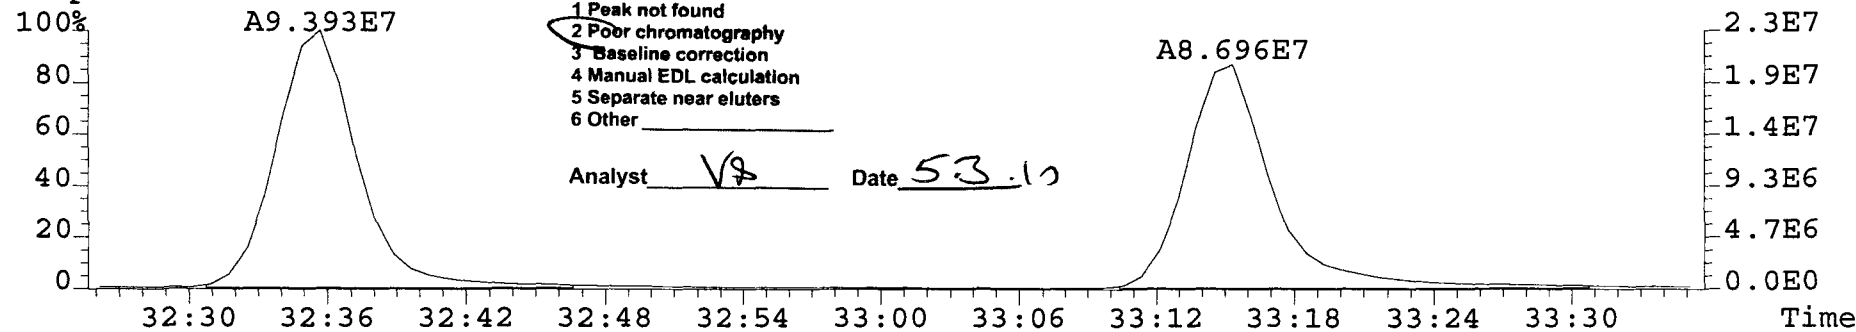 100%
80
60
40
20
0
A9.393E7
1 Peak not found
2 Poor chromatography
3 Baseline correction
4 Manual EDL calculation
5 Separate near eluters
6 Other
Analyst Date 5.3.10
A8.696E7
2.3E7
1.9E7
1.4E7
9.3E6
4.7E6
0.0E0
32:30 32:36 32:42 32:48 32:54 33:00 33:06 33:12 33:18 33:24 33:30 Time